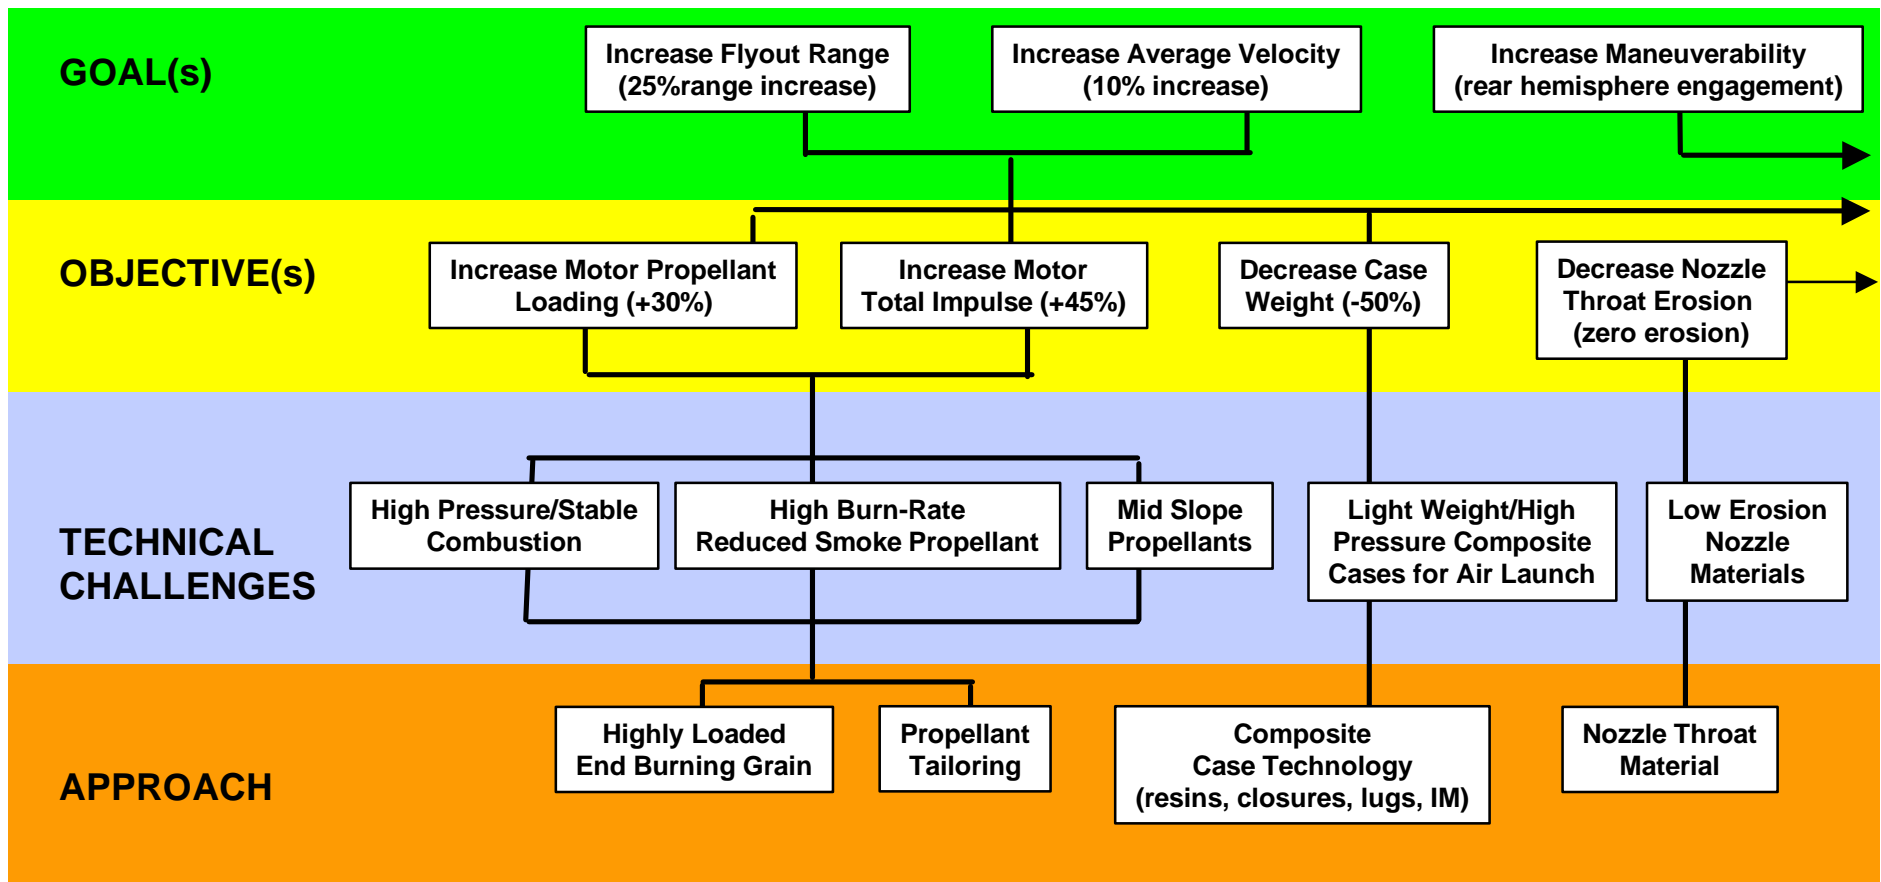 GOAL(s)
Increase Flyout Range
(25%range increase)
Increase Average Velocity
(10% increase)
Increase Maneuverability
(rear hemisphere engagement)
OBJECTIVE(s)
Increase Motor Propellant
Loading (+30%)
Increase Motor
Total Impulse (+45%)
Decrease Case
Weight (-50%)
Decrease Nozzle
Throat Erosion
(zero erosion)
TECHNICAL
CHALLENGES
High Pressure/Stable
Combustion
High Burn-Rate
Reduced Smoke Propellant
Mid Slope
Propellants
Light Weight/High
Pressure Composite
Cases for Air Launch
Low Erosion
Nozzle
Materials
APPROACH
Highly Loaded
End Burning Grain
Propellant
Tailoring
Composite
Case Technology
(resins, closures, lugs, IM)
Nozzle Throat
Material